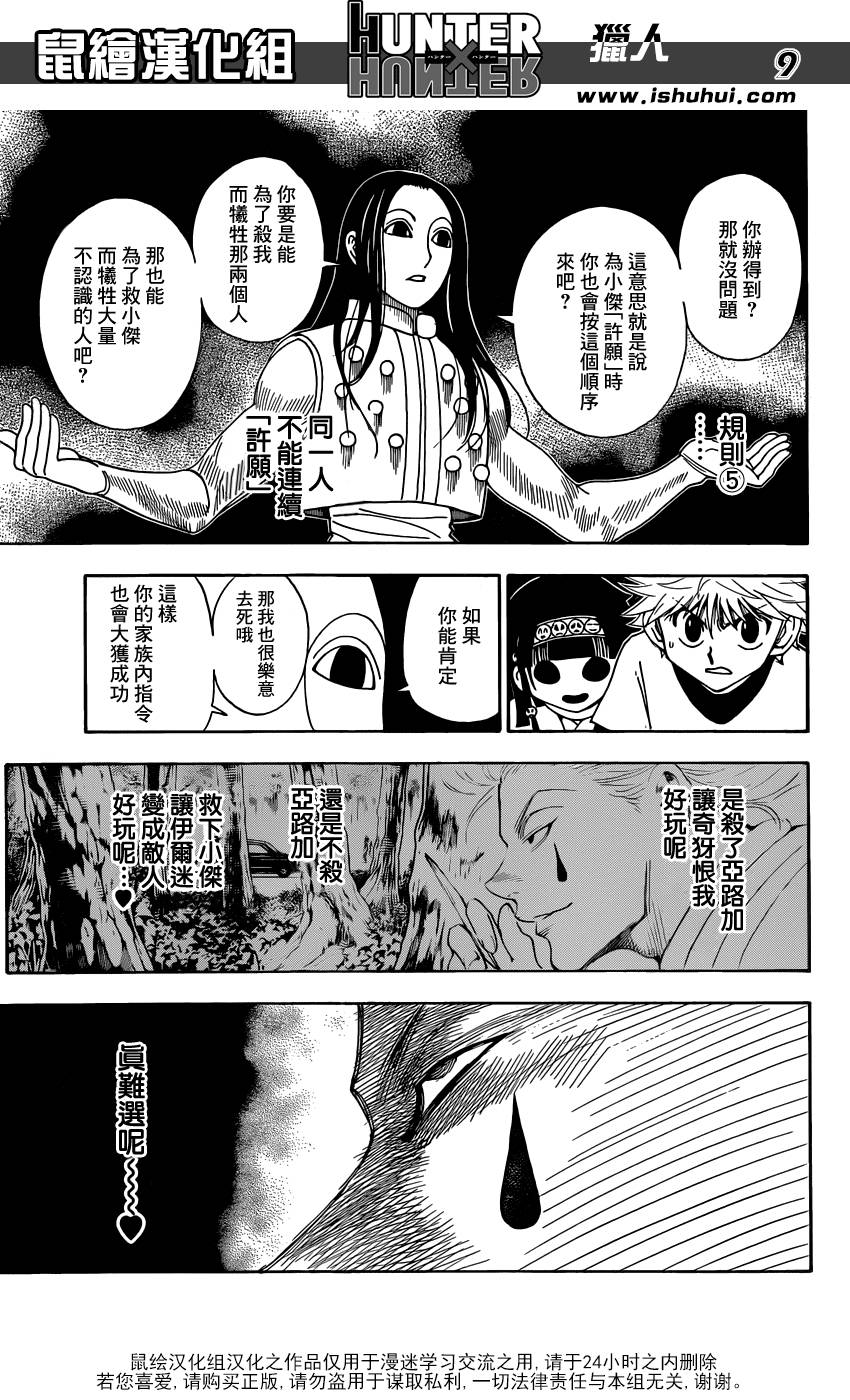 鼠繪漢化組
HUNTER
ハンター×ハンター
HUNTER
獵人
9
www.ishuhui.com
你辦得到？
那就沒問題
這意思就是說
為小傑「許願」時
你也會按這個順序
來吧？
規則⑤
……
你要是能
為了殺我
而犧牲那兩個人
那也能
為了救小傑
而犧牲大量
不認識的人吧？
同一人
不能連續
「許願」
如果
你能肯定
那我也很樂意
去死哦
這樣
你的家族內指令
也會大獲成功
是殺了亞路加
讓奇犽恨我
好玩呢
還是不殺
亞路加
救下小傑
讓伊爾迷
變成敵人
好玩呢…♥
真難選呢～～～♥
鼠绘汉化组汉化之作品仅用于漫迷学习交流之用, 请于24小时之内删除
若您喜爱, 请购买正版, 请勿盗用于谋取私利, 一切法律责任与本组无关, 谢谢。